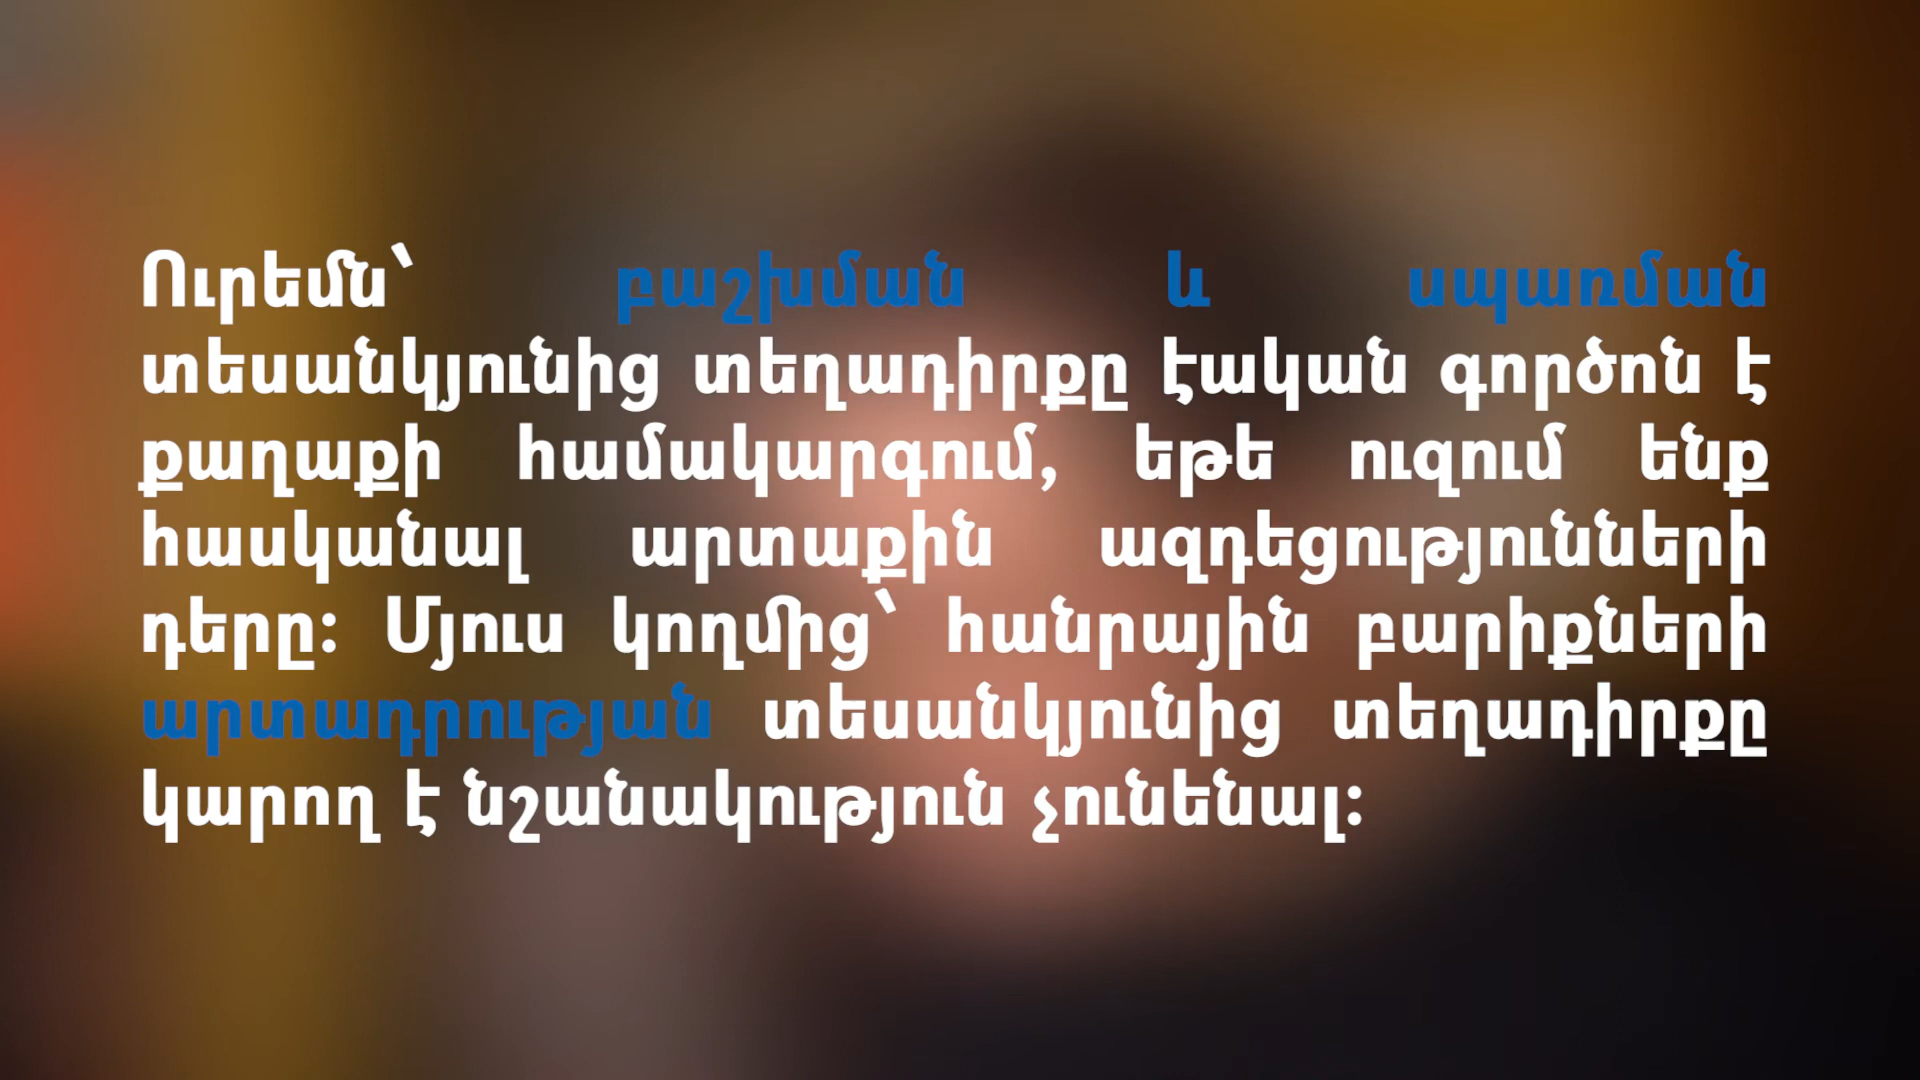 Ուրեմն՝ բաշխման և սպառման
տեսանկյունից տեղադիրքը էական գործոն է
քաղաքի համակարգում, եթե ուզում ենք
հասկանալ արտաքին ազդեցությունների
դերը։ Մյուս կողմից՝ հանրային բարիքների
արտադրության տեսանկյունից տեղադիրքը
կարող է նշանակություն չունենալ։